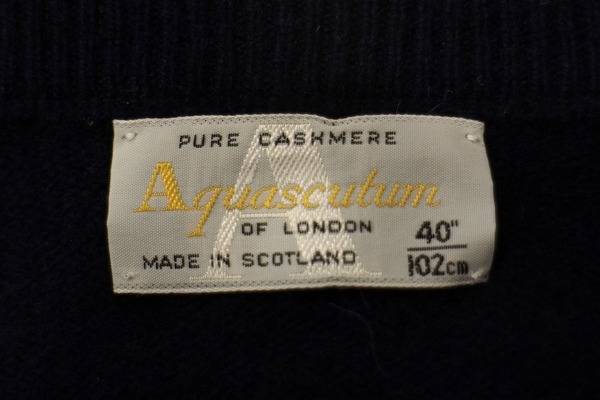 PURE CASHMERE
Aquascutum
OF LONDON
MADE IN SCOTLAND
40"
102cm
A